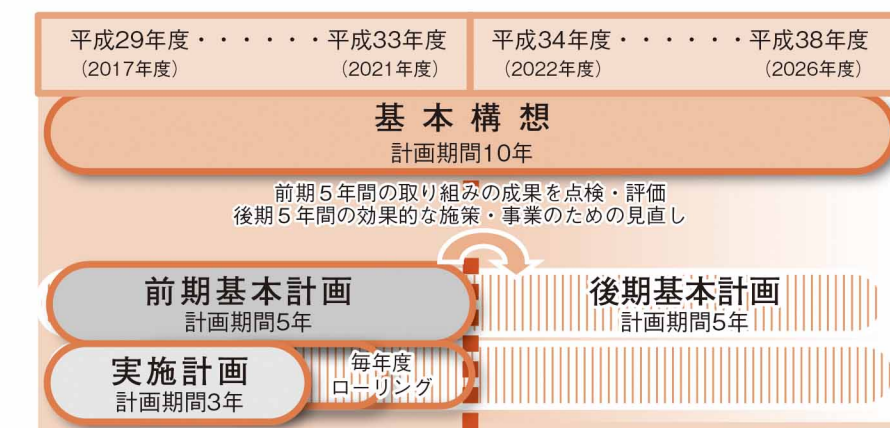 平成29年度・・・・・・平成33年度
(2017年度) (2021年度)
平成34年度・・・・・・平成38年度
(2022年度) (2026年度)
基本構想
計画期間10年
前期5年間の取り組みの成果を点検・評価
後期5年間の効果的な施策・事業のための見直し
前期基本計画
計画期間5年
後期基本計画
計画期間5年
実施計画
計画期間3年
毎年度
ローリング